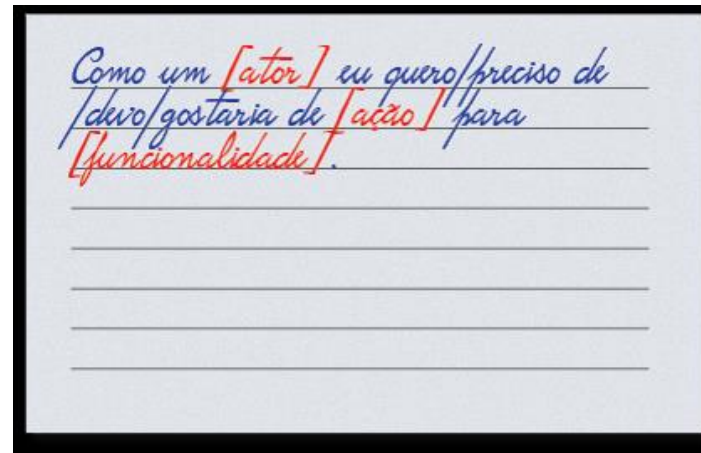 Como um [ator] eu quero/preciso de
/devo/gostaria de [ação] para
[funcionalidade].